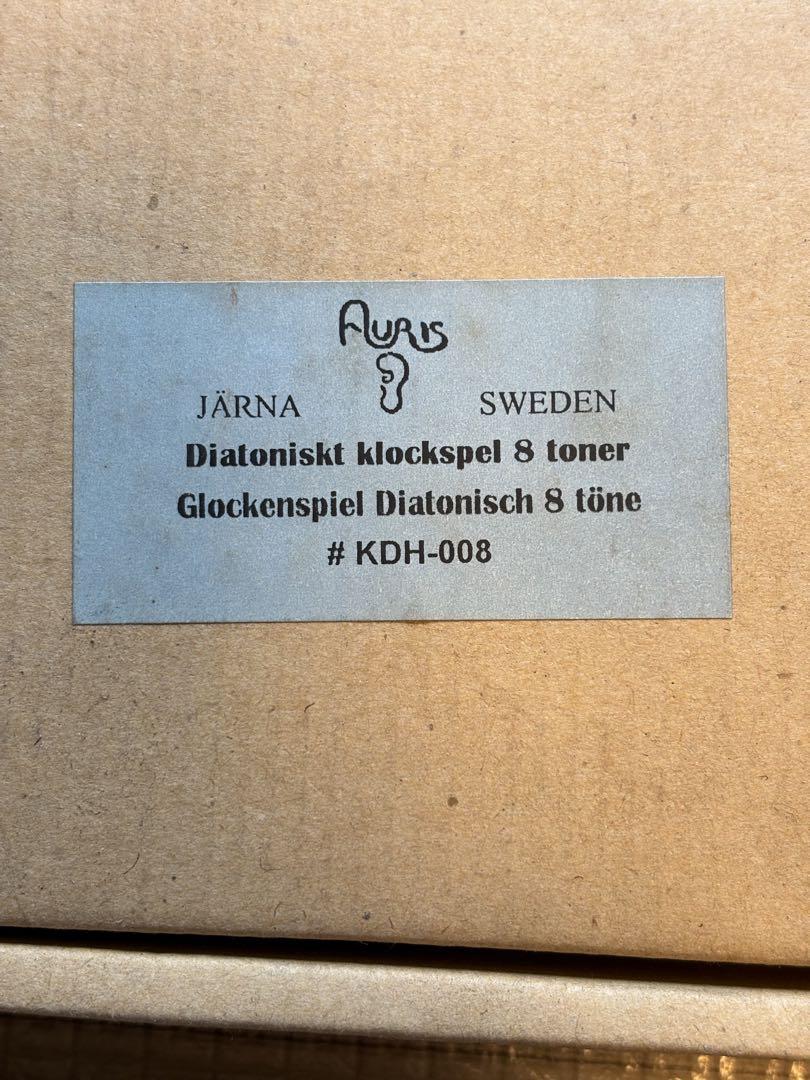 AURIS
JÄRNA SWEDEN
Diatoniskt klockspel 8 toner
Glockenspiel Diatonisch 8 töne
# KDH-008